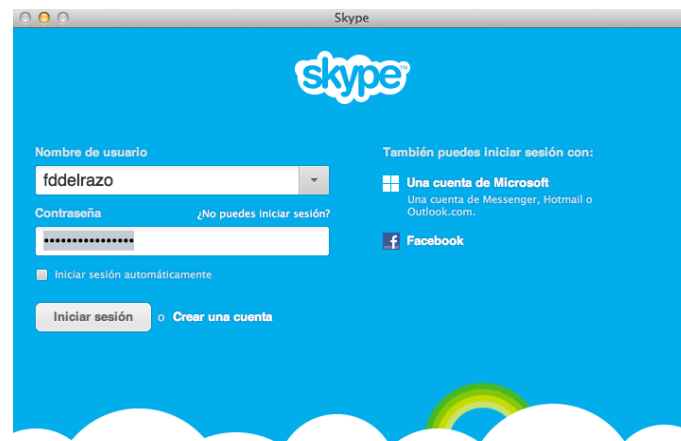 Skype
skype™
Nombre de usuario
fddelrazo
Contraseña
¿No puedes iniciar sesión?
••••••••••••••••
Iniciar sesión automáticamente
Iniciar sesión o Crear una cuenta
También puedes iniciar sesión con:
Una cuenta de Microsoft
Una cuenta de Messenger, Hotmail o
Outlook.com.
Facebook